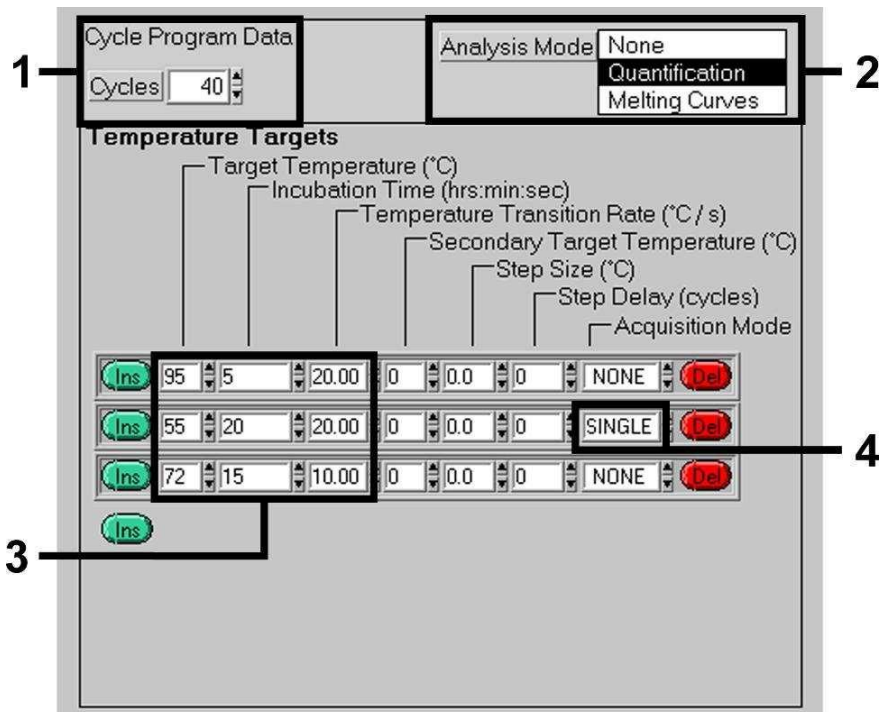 Cycle Program Data
Cycles 40
Analysis Mode None
Quantification
Melting Curves
1
2
Temperature Targets
Target Temperature (°C)
Incubation Time (hrs:min:sec)
Temperature Transition Rate (°C / s)
Secondary Target Temperature (°C)
Step Size (°C)
Step Delay (cycles)
Acquisition Mode
Ins 95 5 20.00 0 0.0 0 NONE Del
Ins 55 20 20.00 0 0.0 0 SINGLE Del
4
Ins 72 15 10.00 0 0.0 0 NONE Del
Ins
3